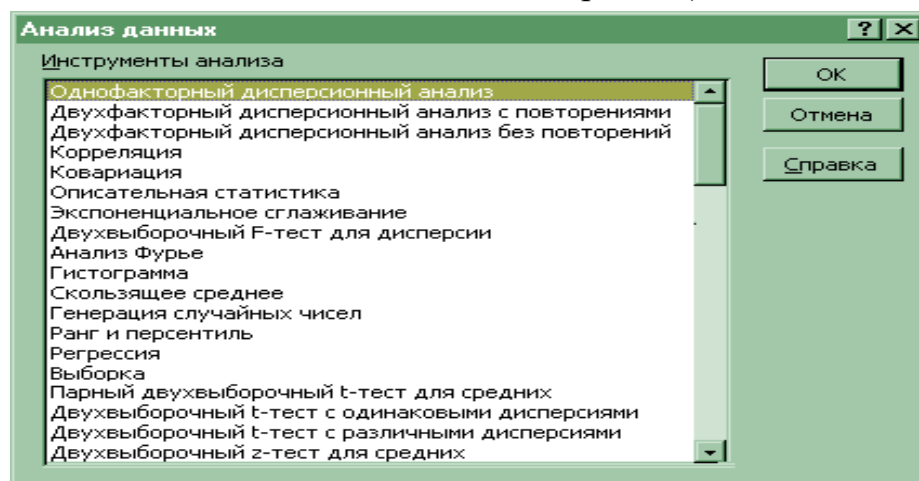 Анализ данных
Инструменты анализа
Однофакторный дисперсионный анализ
Двухфакторный дисперсионный анализ с повторениями
Двухфакторный дисперсионный анализ без повторений
Корреляция
Ковариация
Описательная статистика
Экспоненциальное сглаживание
Двухвыборочный F-тест для дисперсии
Анализ Фурье
Гистограмма
Скользящее среднее
Генерация случайных чисел
Ранг и персентиль
Регрессия
Выборка
Парный двухвыборочный t-тест для средних
Двухвыборочный t-тест с одинаковыми дисперсиями
Двухвыборочный t-тест с различными дисперсиями
Двухвыборочный z-тест для средних
ОК
Отмена
Справка